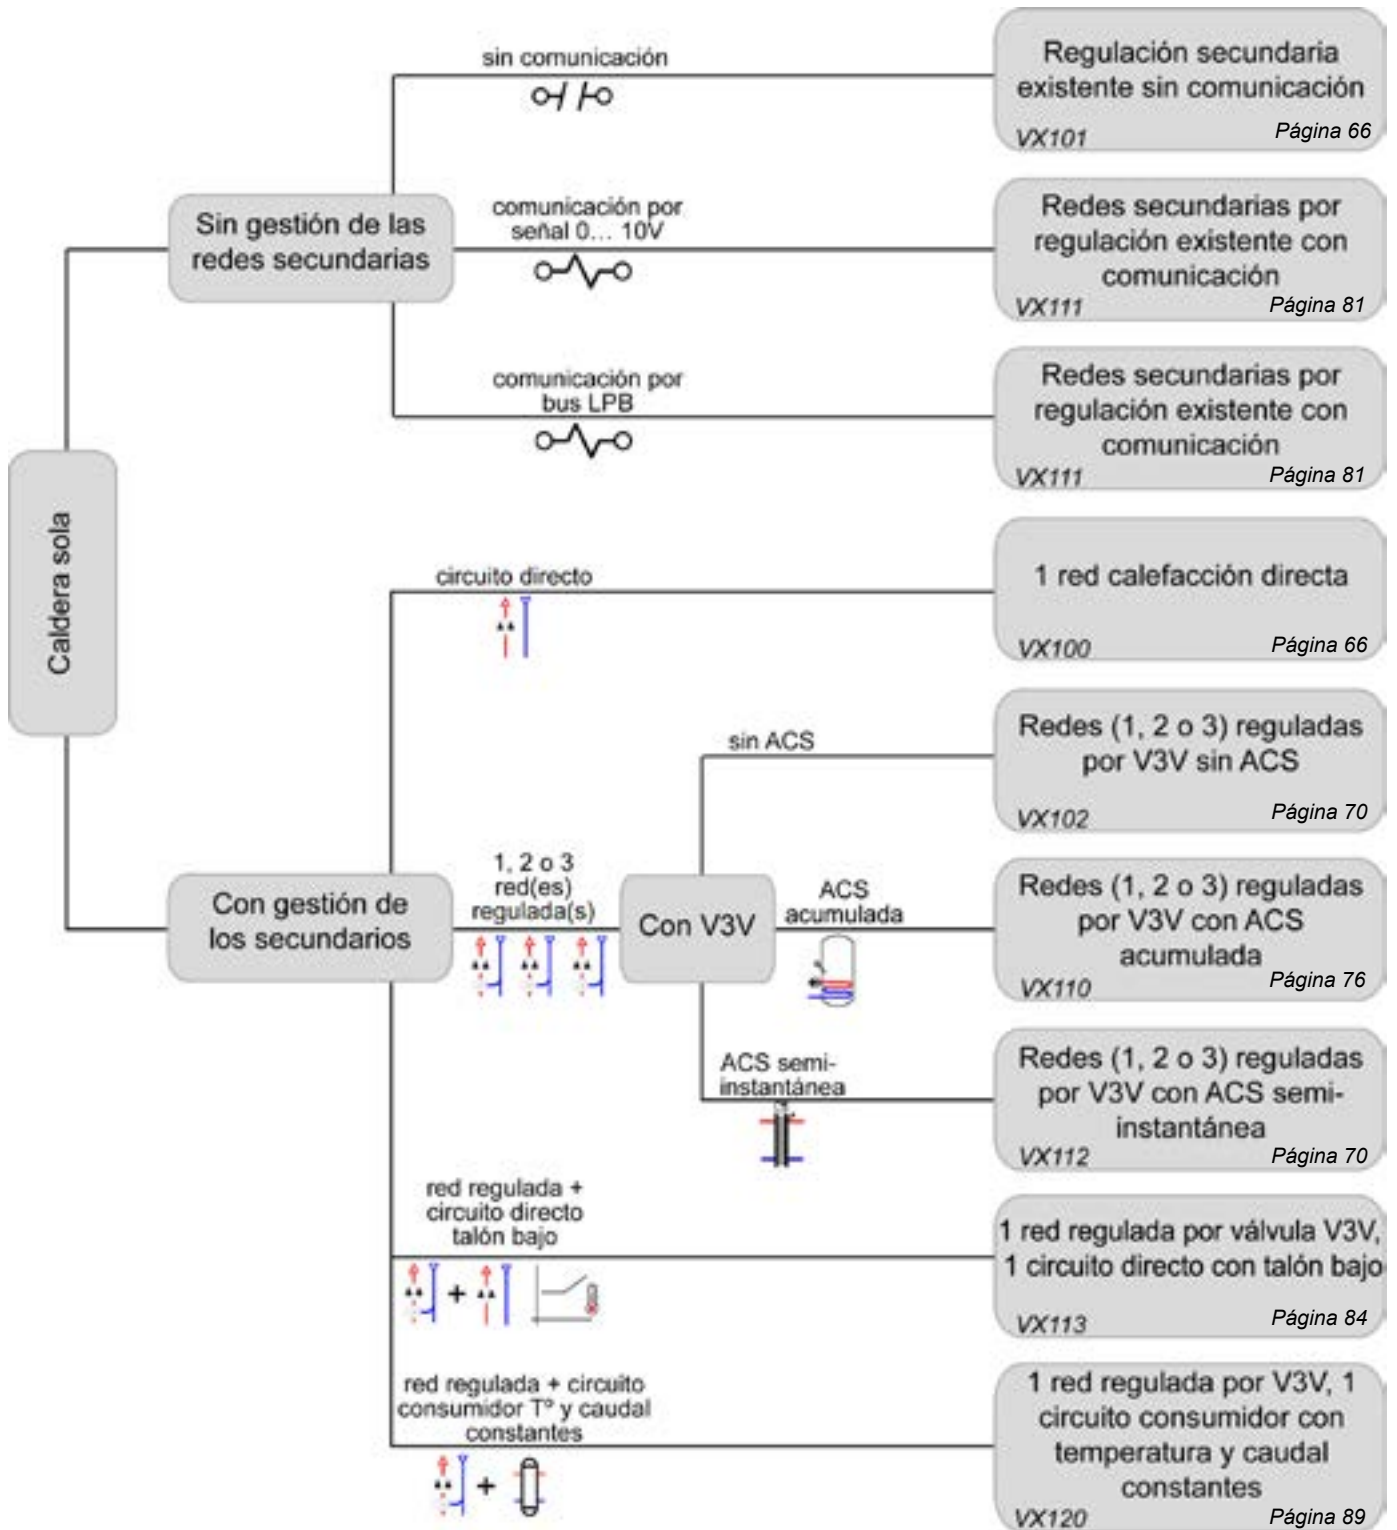 sin comunicación
Regulación secundaria
existente sin comunicación
VX101 Página 66
Sin gestión de las
redes secundarias
comunicación por
señal 0... 10V
Redes secundarias por
regulación existente con
comunicación
VX111 Página 81
comunicación por
bus LPB
Redes secundarias por
regulación existente con
comunicación
VX111 Página 81
Caldera sola
circuito directo
1 red calefacción directa
VX100 Página 66
sin ACS
Redes (1, 2 o 3) reguladas
por V3V sin ACS
VX102 Página 70
Con gestión de
los secundarios
1, 2 o 3
red(es)
regulada(s)
Con V3V
ACS
acumulada
Redes (1, 2 o 3) reguladas
por V3V con ACS
acumulada
VX110 Página 76
ACS semi-
instantánea
Redes (1, 2 o 3) reguladas
por V3V con ACS semi-
instantánea
VX112 Página 70
red regulada +
circuito directo
talón bajo
+
1 red regulada por válvula V3V,
1 circuito directo con talón bajo
VX113 Página 84
red regulada + circuito
consumidor Tº y caudal
constantes
+
1 red regulada por V3V, 1
circuito consumidor con
temperatura y caudal
constantes
VX120 Página 89